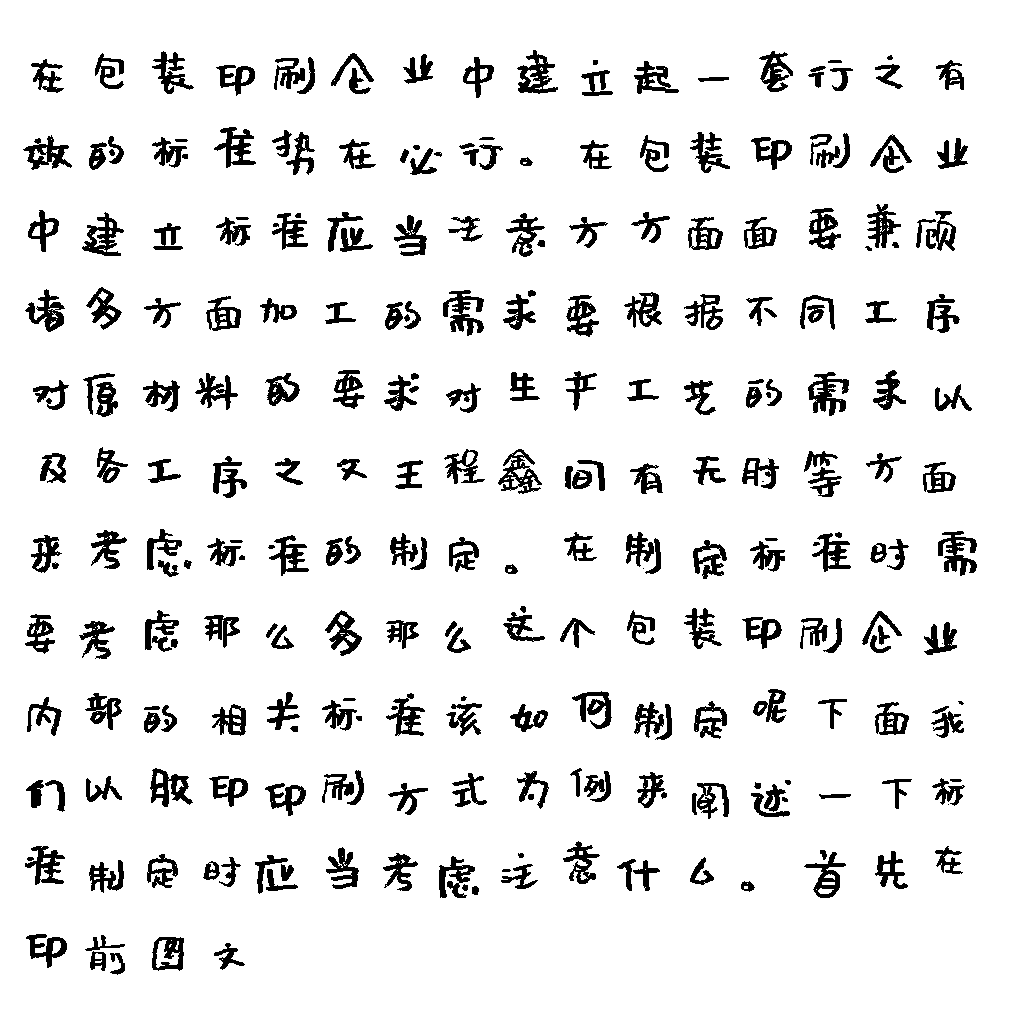 在包装印刷企业中建立起一套行之有
效的标准势在必行。在包装印刷企业
中建立标准应当注意方方面面要兼顾
诸多方面加工的需求要根据不同工序
对原材料的要求对生产工艺的需求以
及各工序之文王程鑫间有无时等方面
来考虑标准的制定。在制定标准时需
要考虑那么多那么这个包装印刷企业
内部的相关标准该如何制定呢下面我
们以胶印印刷方式为例来阐述一下标
准制定时应当考虑注意什么。首先在
印前图文